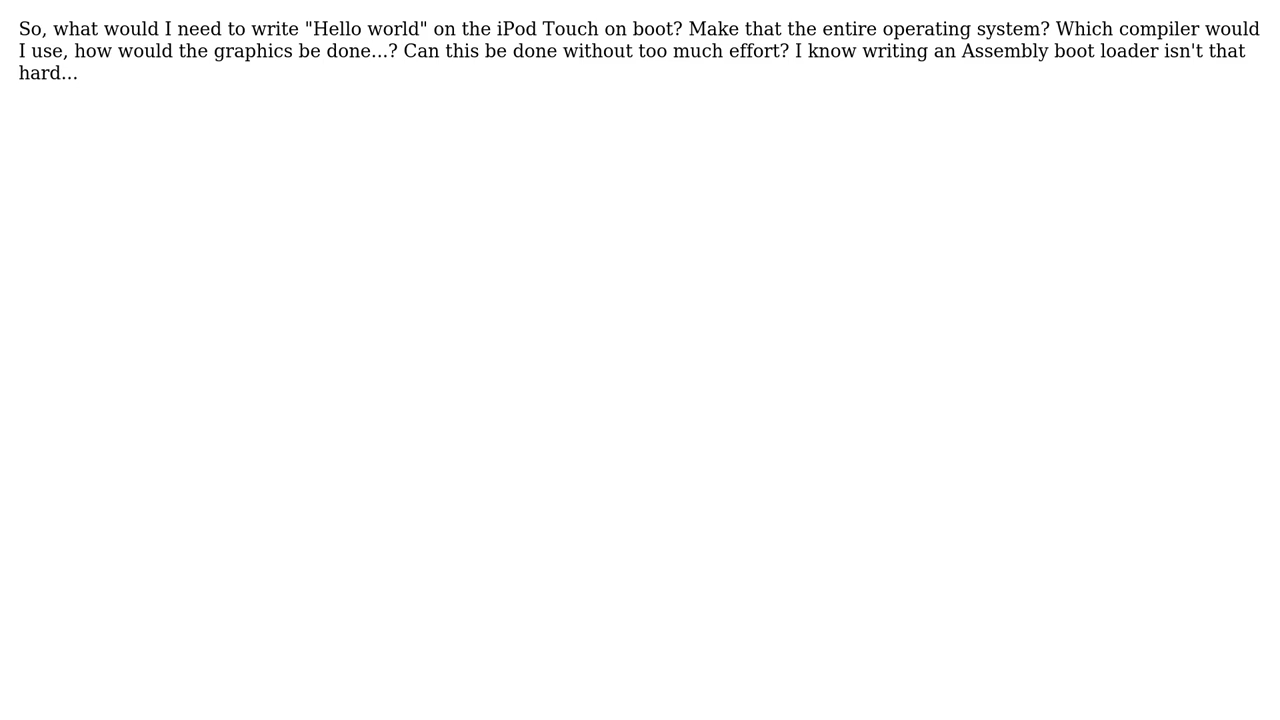 So, what would I need to write "Hello world" on the iPod Touch on boot? Make that the entire operating system? Which compiler would
I use, how would the graphics be done...? Can this be done without too much effort? I know writing an Assembly boot loader isn't that
hard...